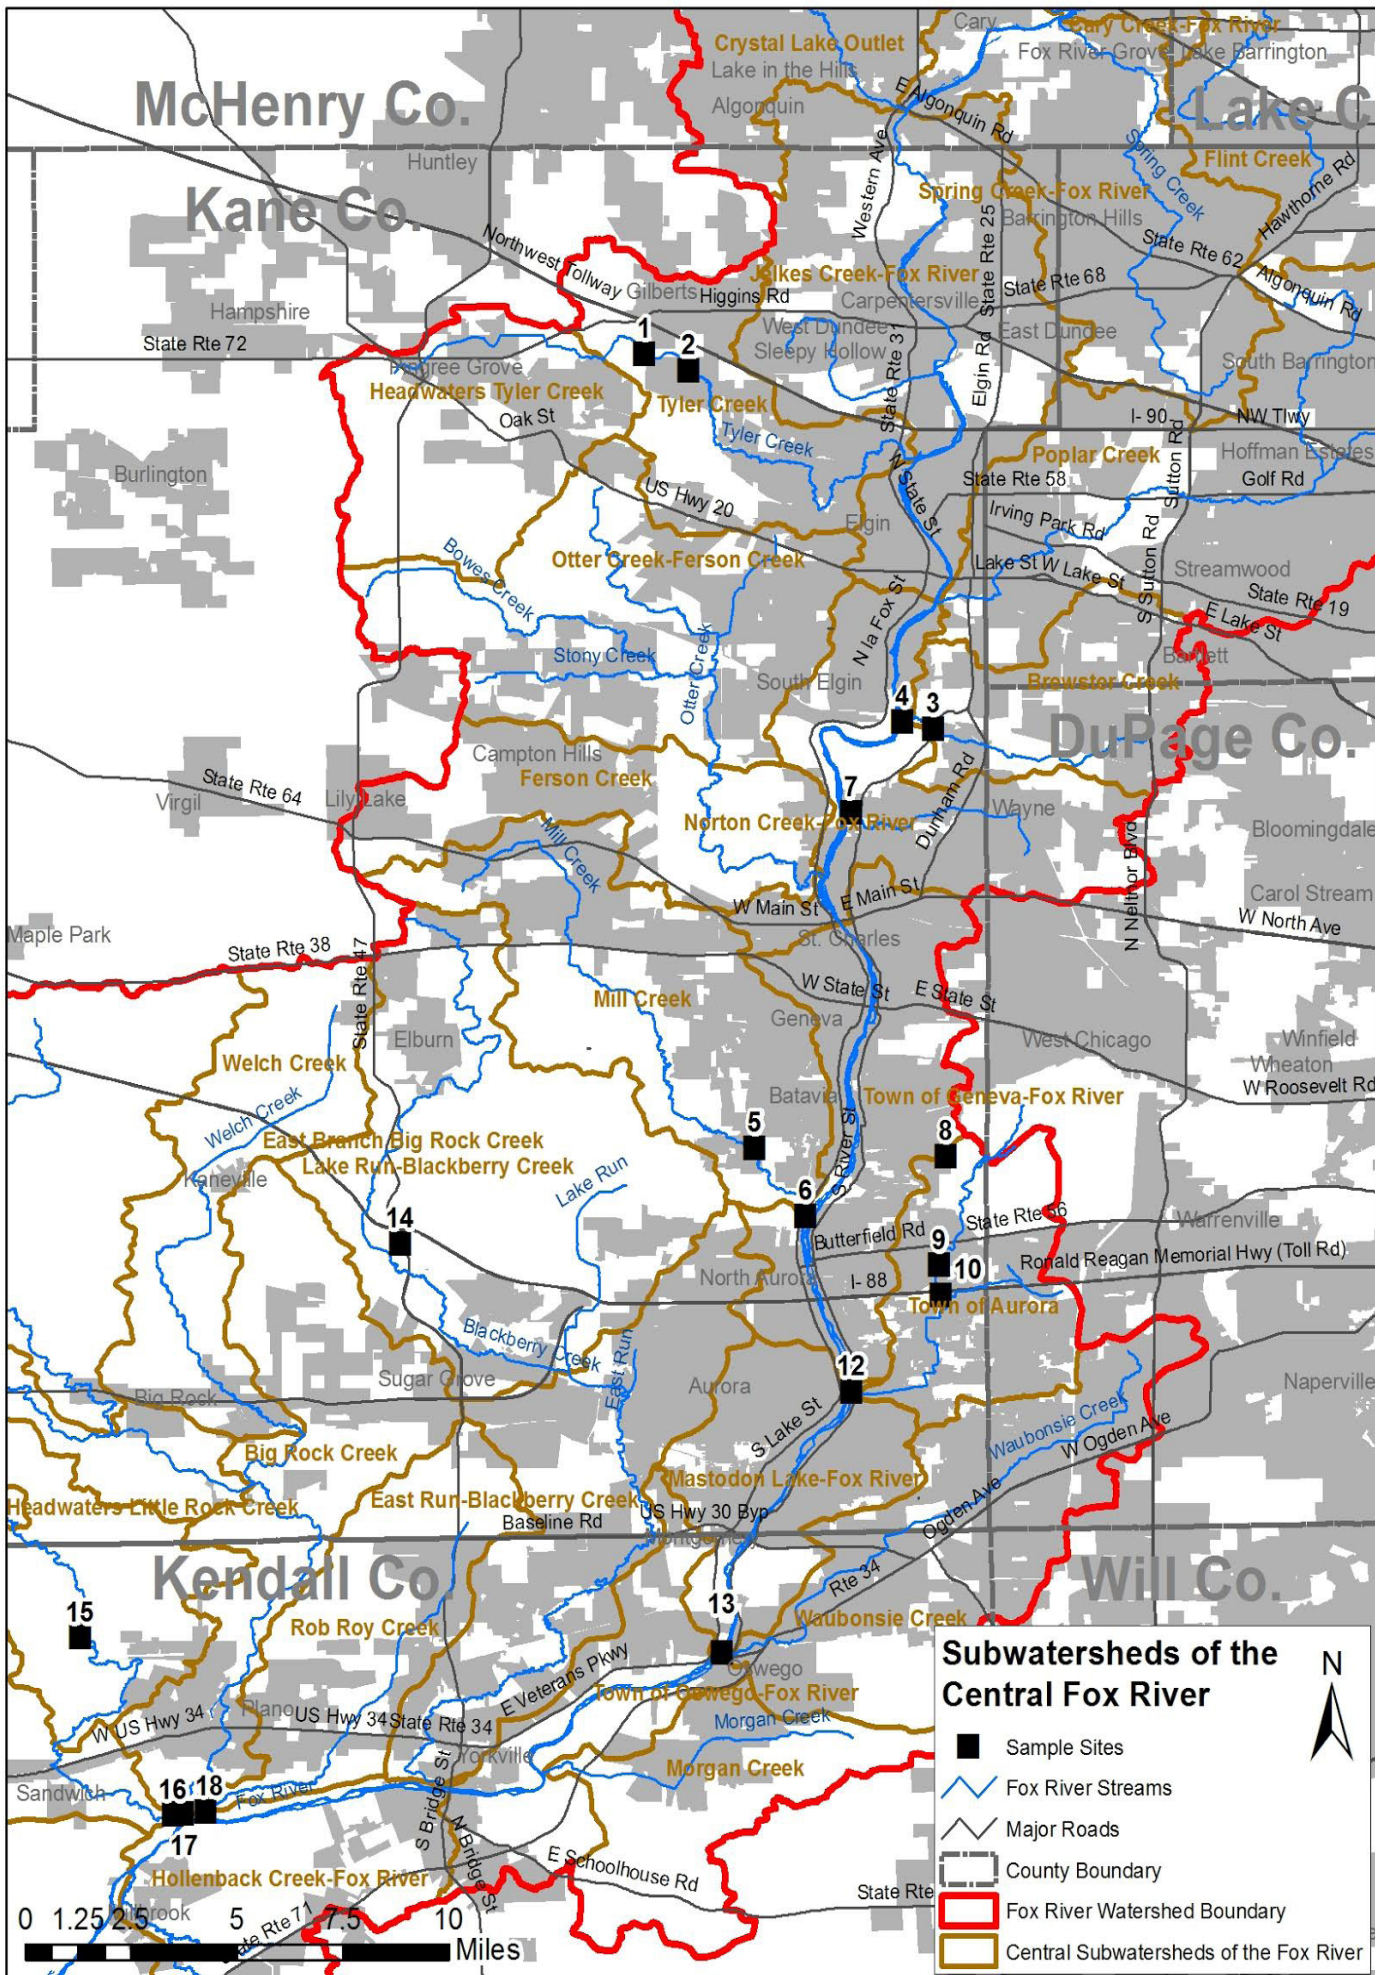 Cary
Cary Creek-Fox River
Crystal Lake Outlet
Fox River Grove
Lake Barrington
Lake in the Hills
McHenry Co.
Algonquin
E Algonquin Rd
Lake C
Huntley
Western Ave
Spring Creek
Flint Creek
Hawthorne Rd
Kane Co.
Spring Creek-Fox River
Barrington Hills
State Rte 25
State Rte 62
Northwest Tollway
Jelkes Creek-Fox River
State Rte 68
Algonquin Rd
Gilberts
Higgins Rd
Carpentersville
Hampshire
West Dundee
East Dundee
State Rte 72
1
2
Sleepy Hollow
State Rte 31
Elgin Rd
South Barrington
Pingree Grove
Headwaters Tyler Creek
Tyler Creek
Oak St
I-90
NW Tlwy
Tyler Creek
Poplar Creek
Sutton Rd
Hoffman Estates
Burlington
N State St
State Rte 58
Golf Rd
US Hwy 20
Elgin
Irving Park Rd
Bowes Creek
Otter Creek-Ferson Creek
Lake St
W Lake St
S Sutton Rd
Streamwood
State Rte 19
N la Fox St
E Lake St
Stony Creek
Otter Creek
Bartlett
South Elgin
Brewster Creek
4
3
DuPage Co.
Campton Hills
Ferson Creek
State Rte 64
Virgil
Lily Lake
7
Dunham Rd
Wayne
Norton Creek-Fox River
Mill Creek
Bloomingdale
N Neltnor Blvd
E Main St
Carol Stream
W Main St
W North Ave
Maple Park
State Rte 38
State Rte 47
St. Charles
W State St
E State St
Mill Creek
Geneva
Elburn
West Chicago
Winfield
Welch Creek
Wheaton
Batavia
Town of Geneva-Fox River
W Roosevelt Rd
Welch Creek
5
S River St
8
East Branch Big Rock Creek
Lake Run-Blackberry Creek
Lake Run
Kaneville
6
14
State Rte 56
Warrenville
Butterfield Rd
9
Ronald Reagan Memorial Hwy (Toll Rd)
North Aurora
I-88
10
Town of Aurora
Blackberry Creek
East Run
12
Sugar Grove
Aurora
Naperville
Big Rock
S Lake St
Waubonsie Creek
W Ogden Ave
Big Rock Creek
Mastodon Lake-Fox River
Headwaters Little Rock Creek
East Run-Blackberry Creek
US Hwy 30 Byp
Ogden Ave
Baseline Rd
Montgomery
Kendall Co.
Rte 34
Will Co.
15
13
Rob Roy Creek
Waubonsie Creek
E Veterans Pkwy
Oswego
Town of Oswego-Fox River
W US Hwy 34
Plano
US Hwy 34
State Rte 34
Morgan Creek
Yorkville
Morgan Creek
Sandwich
16
18
Fox River
17
S Bridge St
N Bridge St
E Schoolhouse Rd
Hollenback Creek-Fox River
State Rte
Millbrook
State Rte 71
0 1.25 2.5 5 7.5 10
Miles
Subwatersheds of the
Central Fox River
N
Sample Sites
Fox River Streams
Major Roads
County Boundary
Fox River Watershed Boundary
Central Subwatersheds of the Fox River